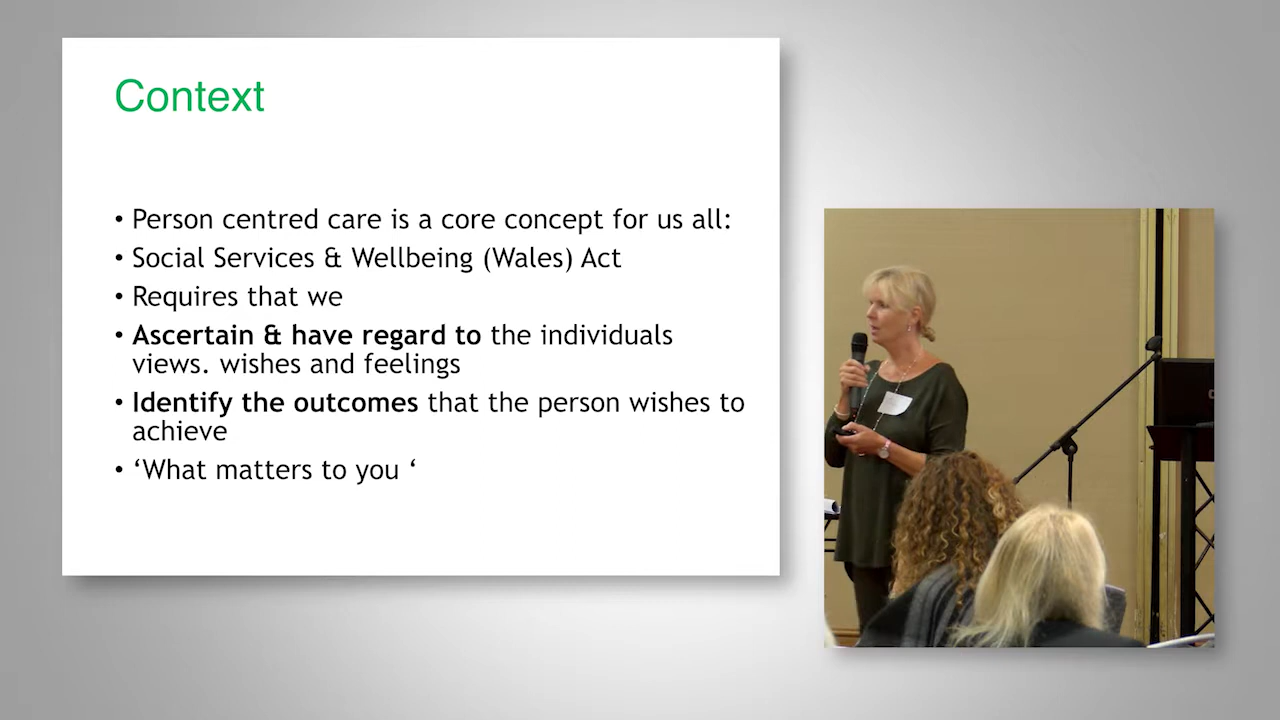 Context
• Person centred care is a core concept for us all:
• Social Services & Wellbeing (Wales) Act
• Requires that we
• Ascertain & have regard to the individuals
views. wishes and feelings
• Identify the outcomes that the person wishes to
achieve
• ‘What matters to you ‘